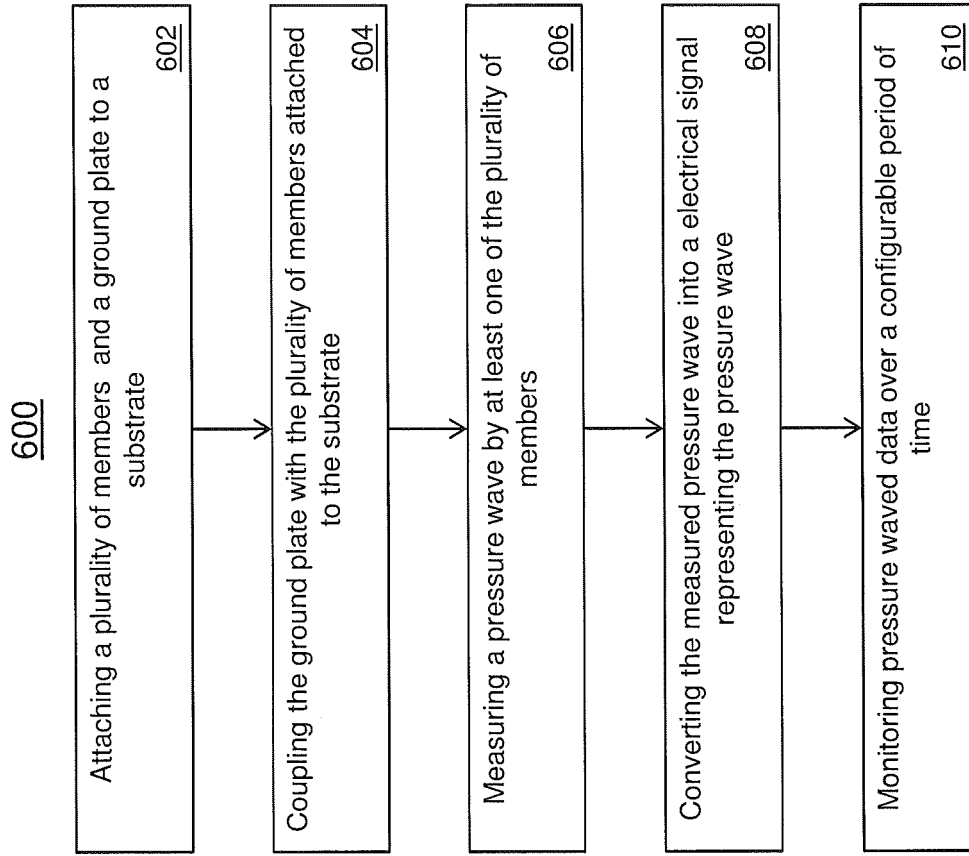 600
Attaching a plurality of members and a ground plate to a
substrate
602
Coupling the ground plate with the plurality of members attached
to the substrate
604
Measuring a pressure wave by at least one of the plurality of
members
606
Converting the measured pressure wave into a electrical signal
representing the pressure wave
608
Monitoring pressure waved data over a configurable period of
time
610